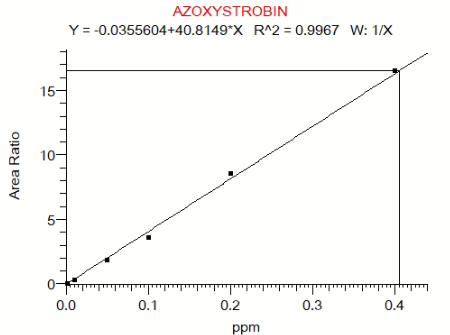 AZOXYSTROBIN
Y = -0.0355604+40.8149*X R^2 = 0.9967 W: 1/X
15
10
Area Ratio
5
0
0.0 0.1 0.2 0.3 0.4
ppm